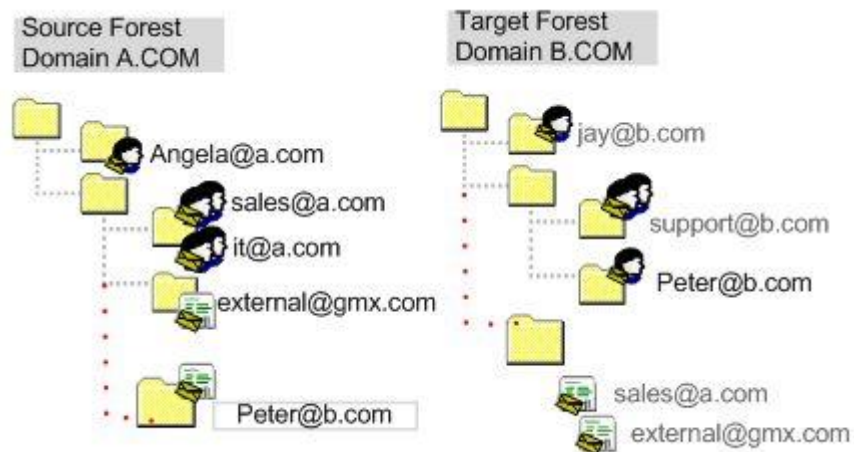 Source Forest
Domain A.COM
Angela@a.com
sales@a.com
it@a.com
external@gmx.com
Peter@b.com
Target Forest
Domain B.COM
jay@b.com
support@b.com
Peter@b.com
sales@a.com
external@gmx.com